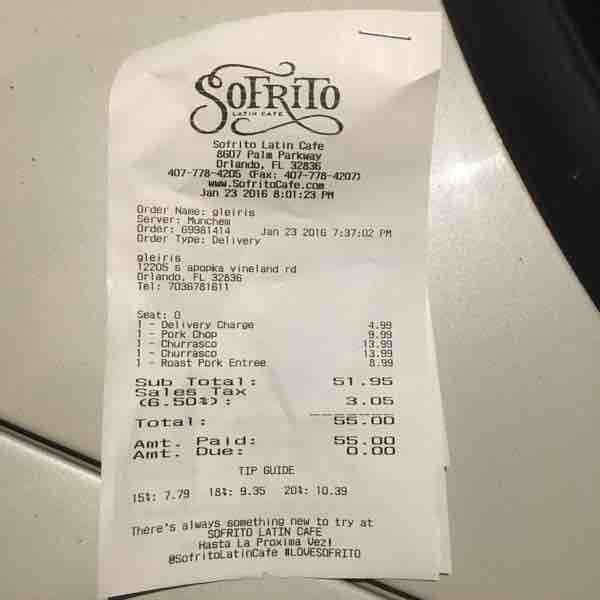 SOFRITO
LATIN CAFE
Sofrito Latin Cafe
8607 Palm Parkway
Orlando, FL 32836
407-778-4205 (Fax: 407-778-4207)
www.SofritoCafe.com
Jan 23 2016 8:01:23 PM
Order Name: gleiris
Server: Munchem
Order: 69981414 Jan 23 2016 7:37:02 PM
Order Type: Delivery
gleiris
12205 s apopka vineland rd
Orlando, FL 32836
Tel: 7036781611
Seat: 0
1 - Delivery Charge 4.99
1 - Pork Chop 9.99
1 - Churrasco 13.99
1 - Churrasco 13.99
1 - Roast Pork Entree 8.99
Sub Total: 51.95
Sales Tax
(6.50%): 3.05
Total: 55.00
Amt. Paid: 55.00
Amt. Due: 0.00
TIP GUIDE
15%: 7.79 18%: 9.35 20%: 10.39
There's always something new to try at
SOFRITO LATIN CAFE
Hasta La Proxima Vez!
@SofritoLatinCafe #LOVESOFRITO